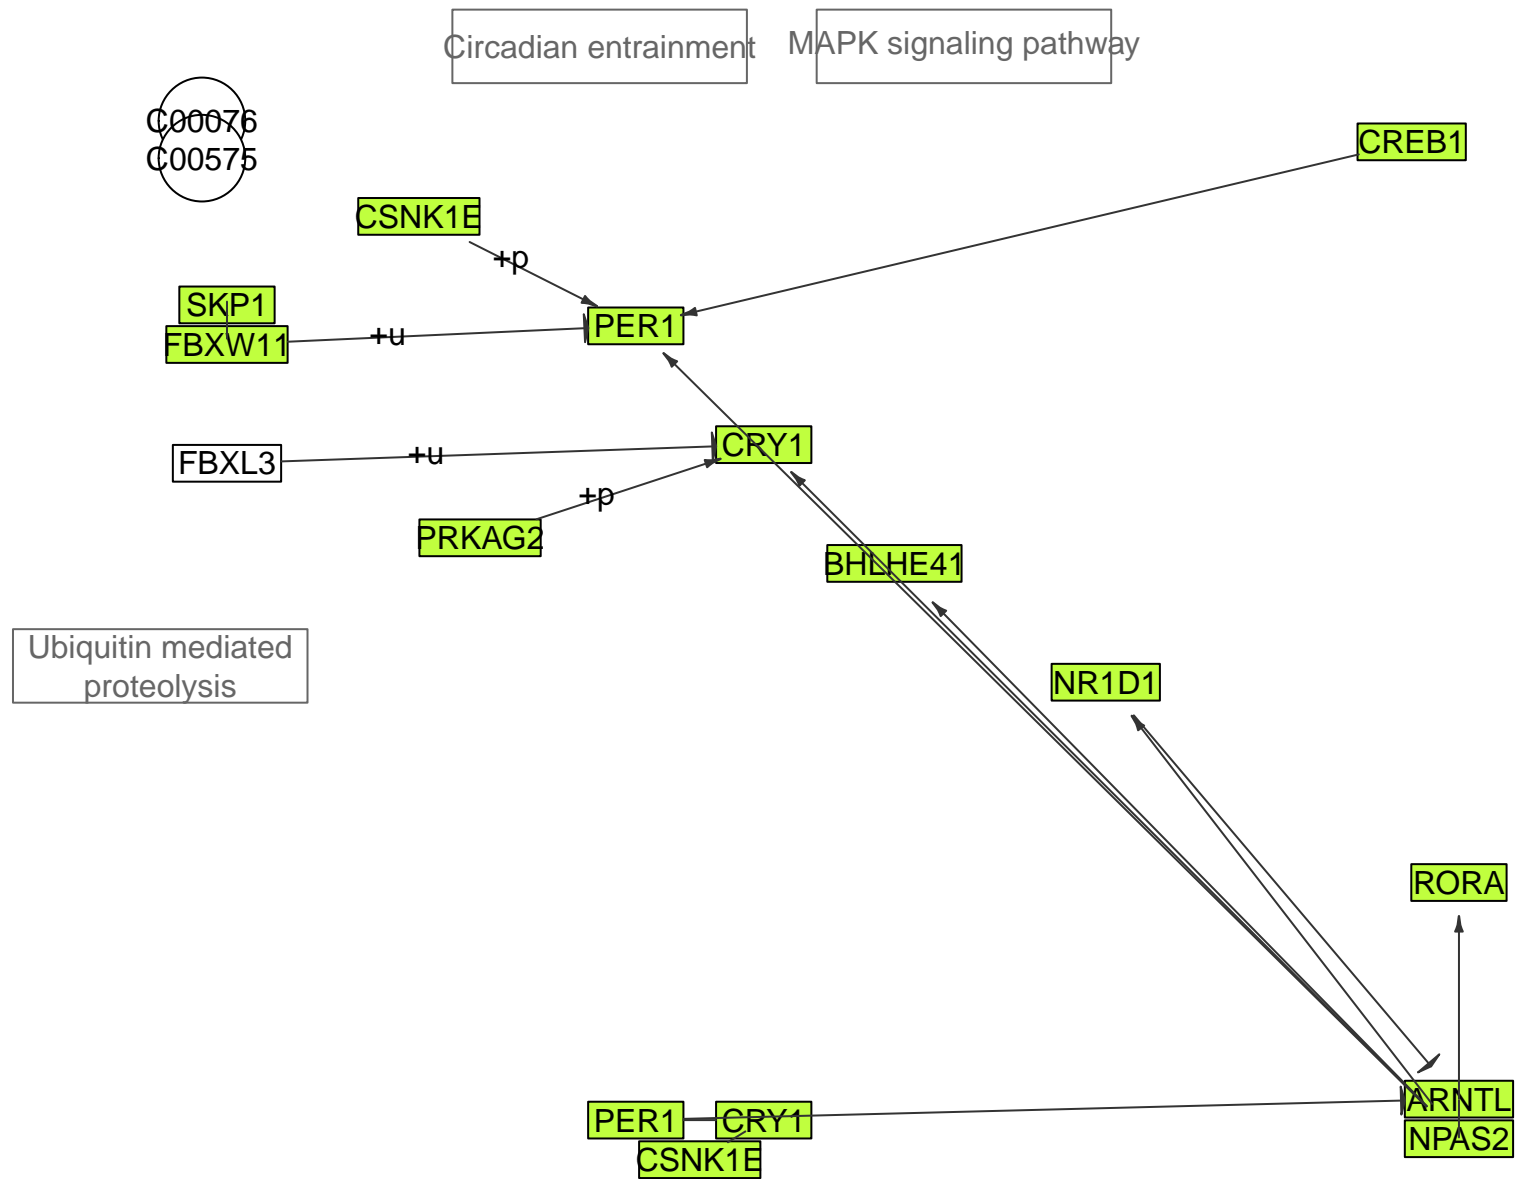 Circadian entrainment
MAPK signaling pathway
C00076
C00575
CREB1
CSNK1E
+p
SKP1
FBXW11
+u
PER1
CRY1
FBXL3
+u
+p
PRKAG2
BHLHE41
Ubiquitin mediated
proteolysis
NR1D1
RORA
ARNTL
NPAS2
PER1
CRY1
CSNK1E